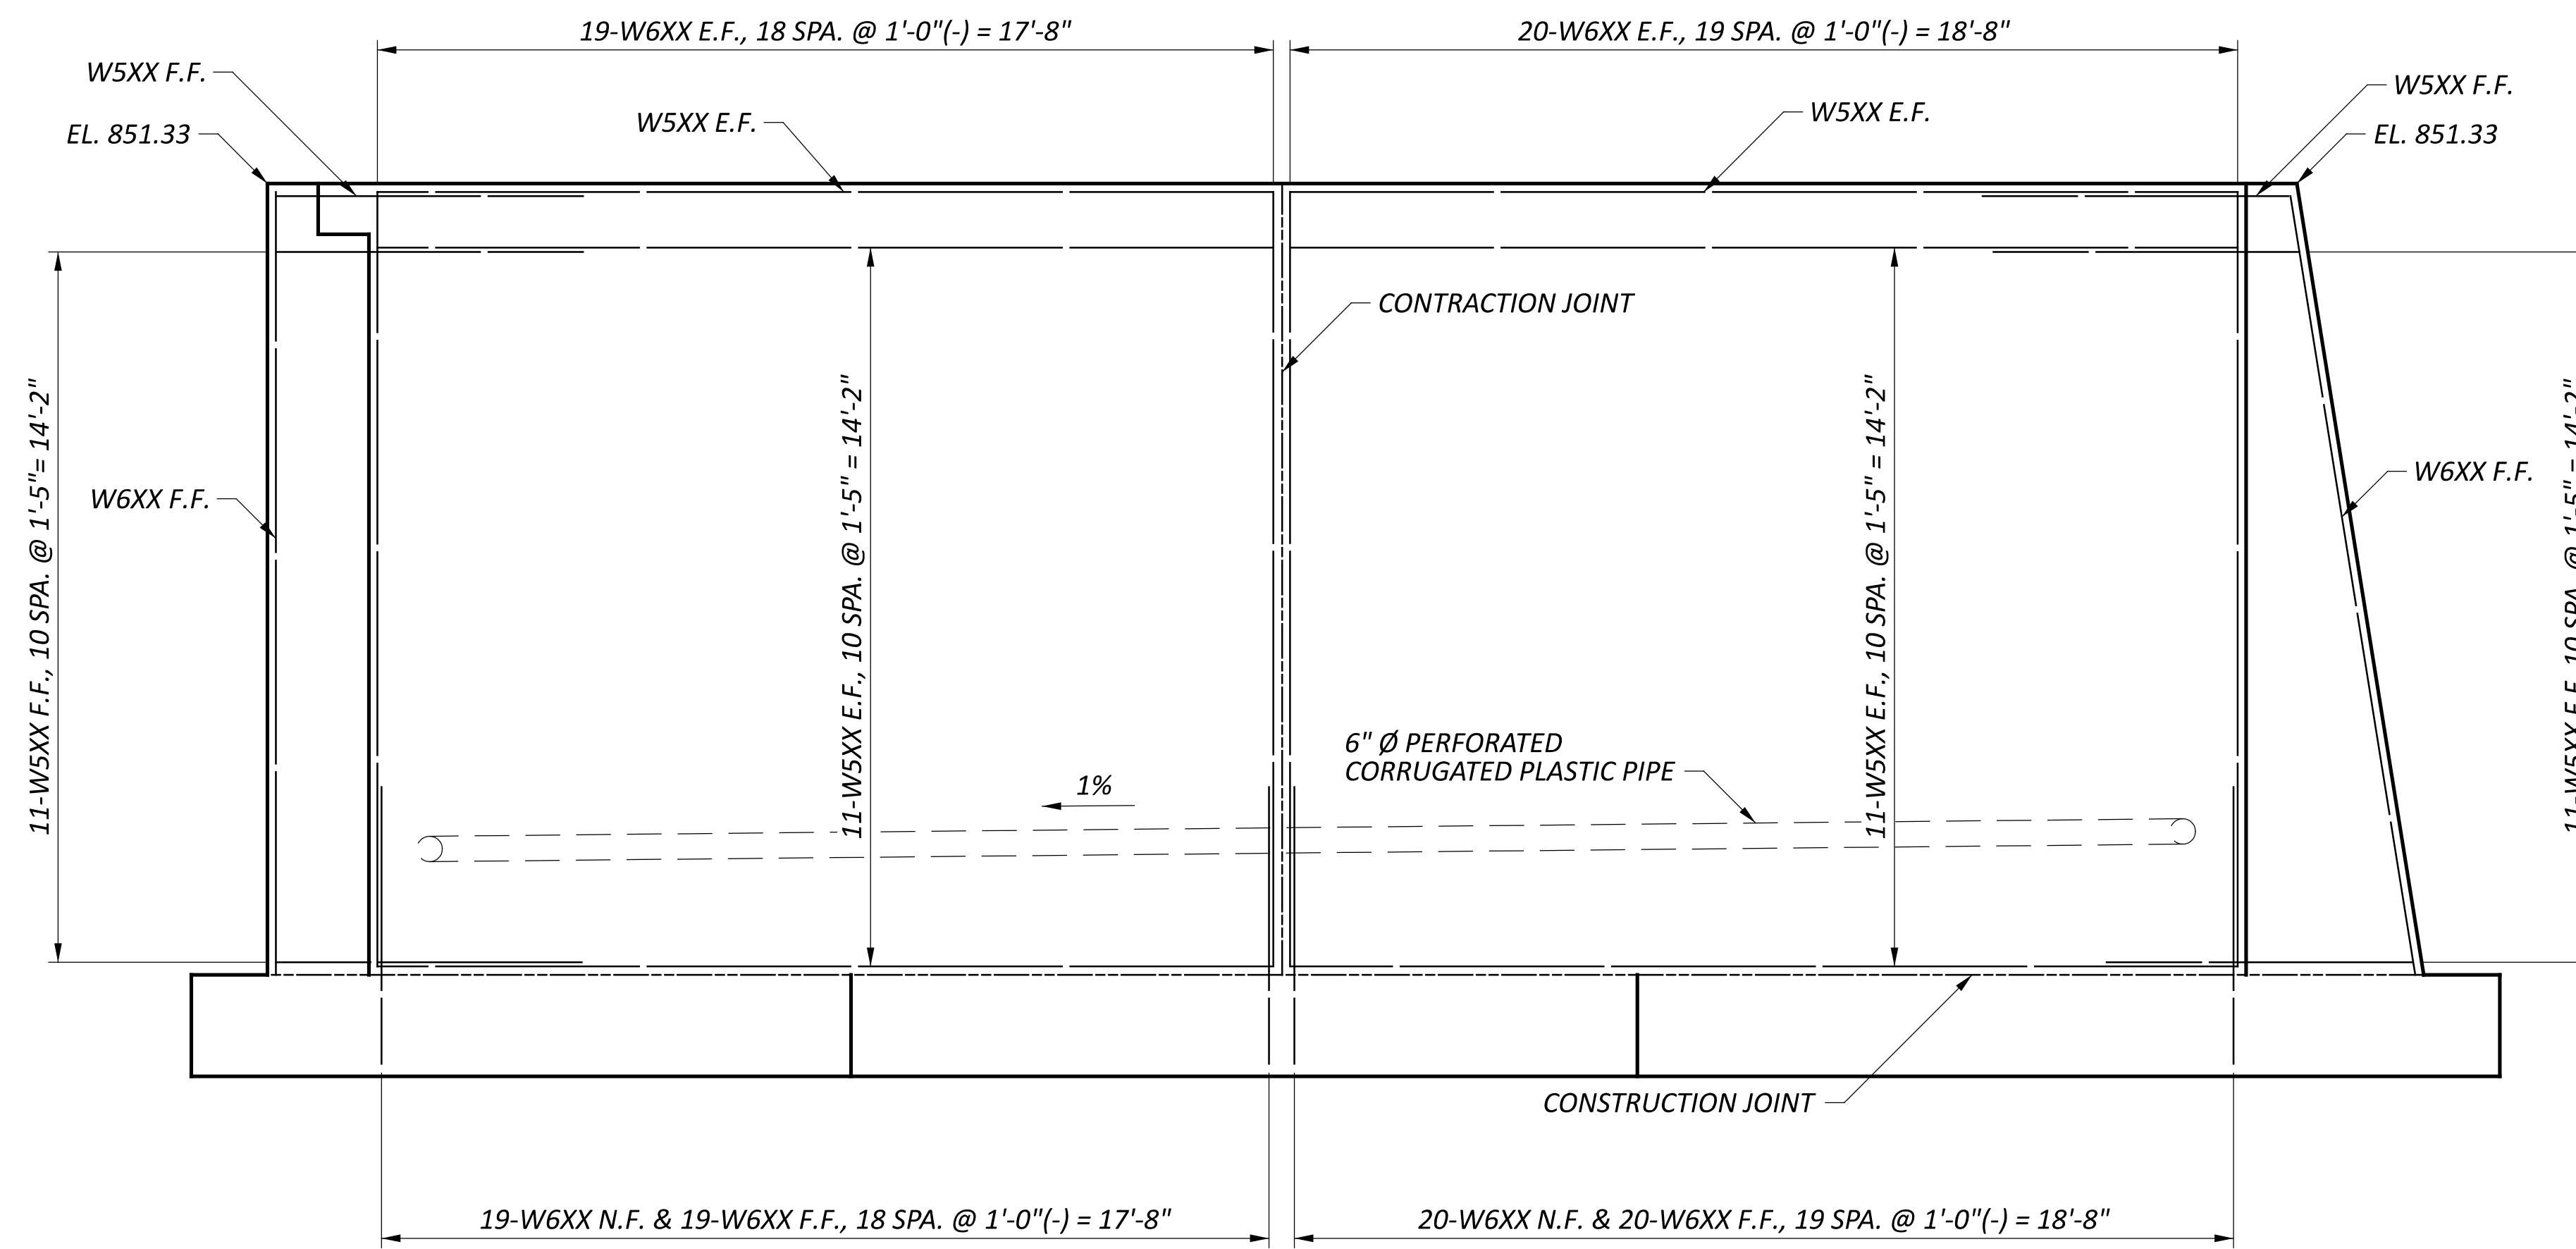 19-W6XX E.F., 18 SPA. @ 1'-0"(-) = 17'-8"
20-W6XX E.F., 19 SPA. @ 1'-0"(-) = 18'-8"
W5XX F.F.
W5XX F.F.
W5XX E.F.
W5XX E.F.
EL. 851.33
EL. 851.33
CONTRACTION JOINT
11-W5XX F.F., 10 SPA. @ 1'-5"= 14'-2"
11-W5XX E.F., 10 SPA. @ 1'-5" = 14'-2"
11-W5XX E.F., 10 SPA. @ 1'-5" = 14'-2"
W6XX F.F.
W6XX F.F.
6" Ø PERFORATED
CORRUGATED PLASTIC PIPE
1%
CONSTRUCTION JOINT
19-W6XX N.F. & 19-W6XX F.F., 18 SPA. @ 1'-0"(-) = 17'-8"
20-W6XX N.F. & 20-W6XX F.F., 19 SPA. @ 1'-0"(-) = 18'-8"